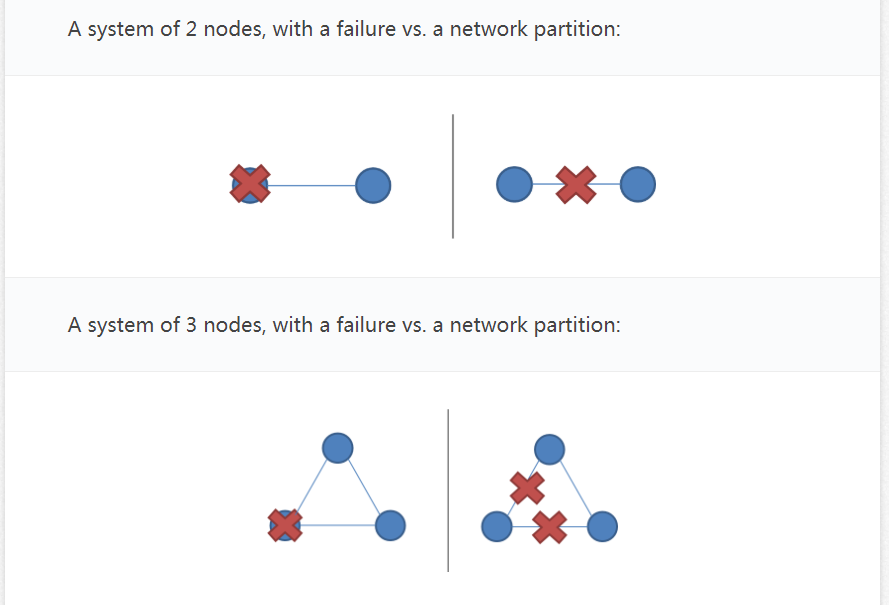 A system of 2 nodes, with a failure vs. a network partition:
A system of 3 nodes, with a failure vs. a network partition: